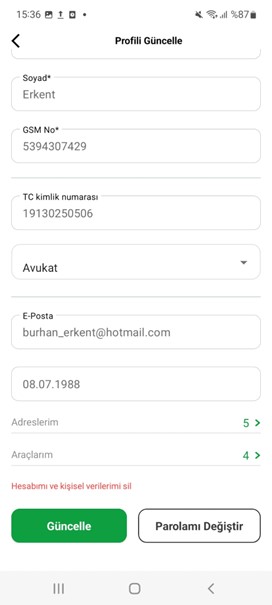 15:36 %87
Profili Güncelle
Soyad*
Erkent
GSM No*
5394307429
TC kimlik numarası
19130250506
Avukat
E-Posta
burhan_erkent@hotmail.com
08.07.1988
Adreslerim 5
Araçlarım 4
Hesabımı ve kişisel verilerimi sil
Güncelle Parolamı Değiştir